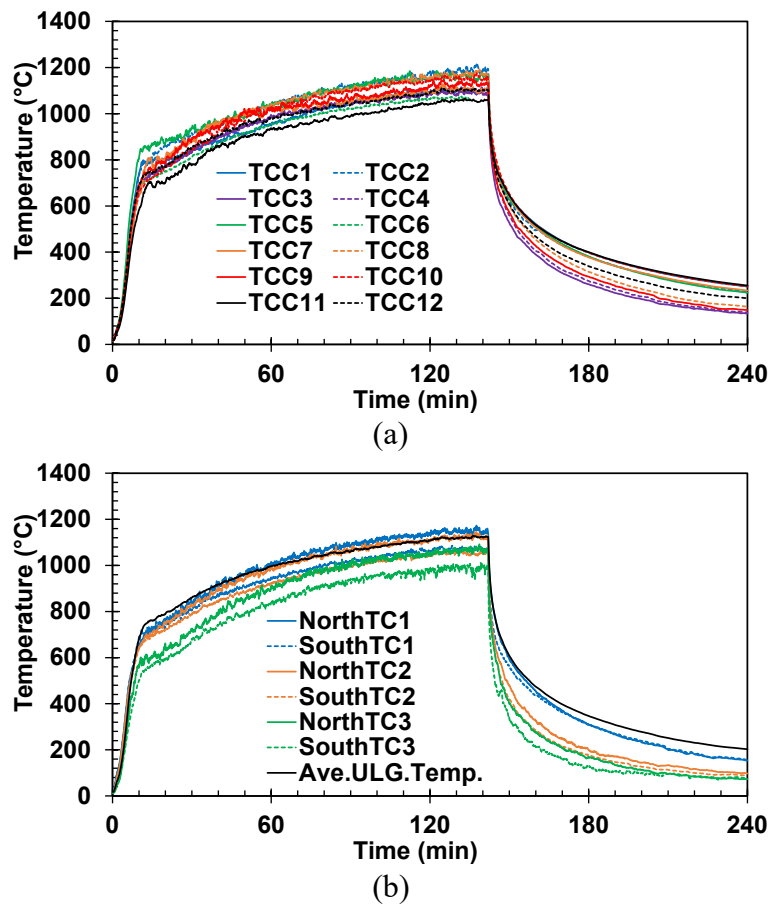 1400
1200
1000
800
600
400
200
0
Temperature (°C)
TCC1 TCC2
TCC3 TCC4
TCC5 TCC6
TCC7 TCC8
TCC9 TCC10
TCC11 TCC12
0 60 120 180 240
Time (min)
(a)
1400
1200
1000
800
600
400
200
0
Temperature (°C)
NorthTC1
SouthTC1
NorthTC2
SouthTC2
NorthTC3
SouthTC3
Ave.ULG.Temp.
0 60 120 180 240
Time (min)
(b)